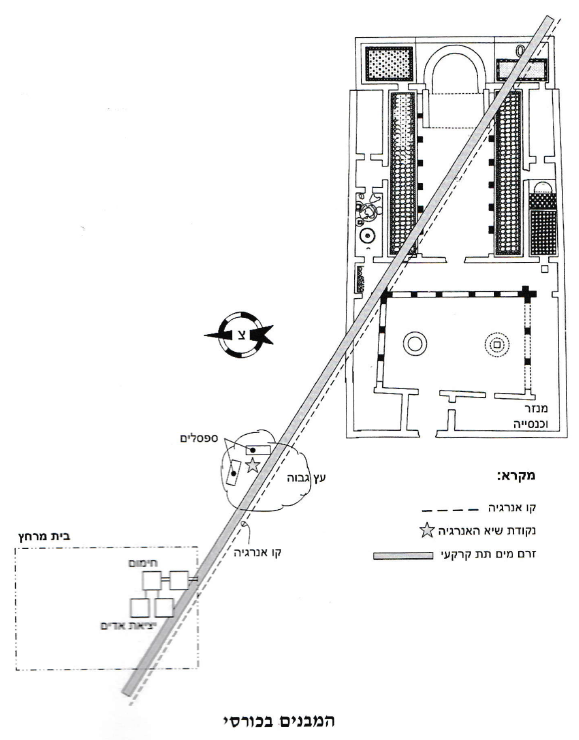 צ
מנזר
וכנסייה
ספסלים
עץ גבוה
מקרא:
קו אנרגיה
נקודת שיא האנרגיה
זרם מים תת קרקעי
קו אנרגיה
בית מרחץ
חימום
יציאת אדים
המבנים בכורסי